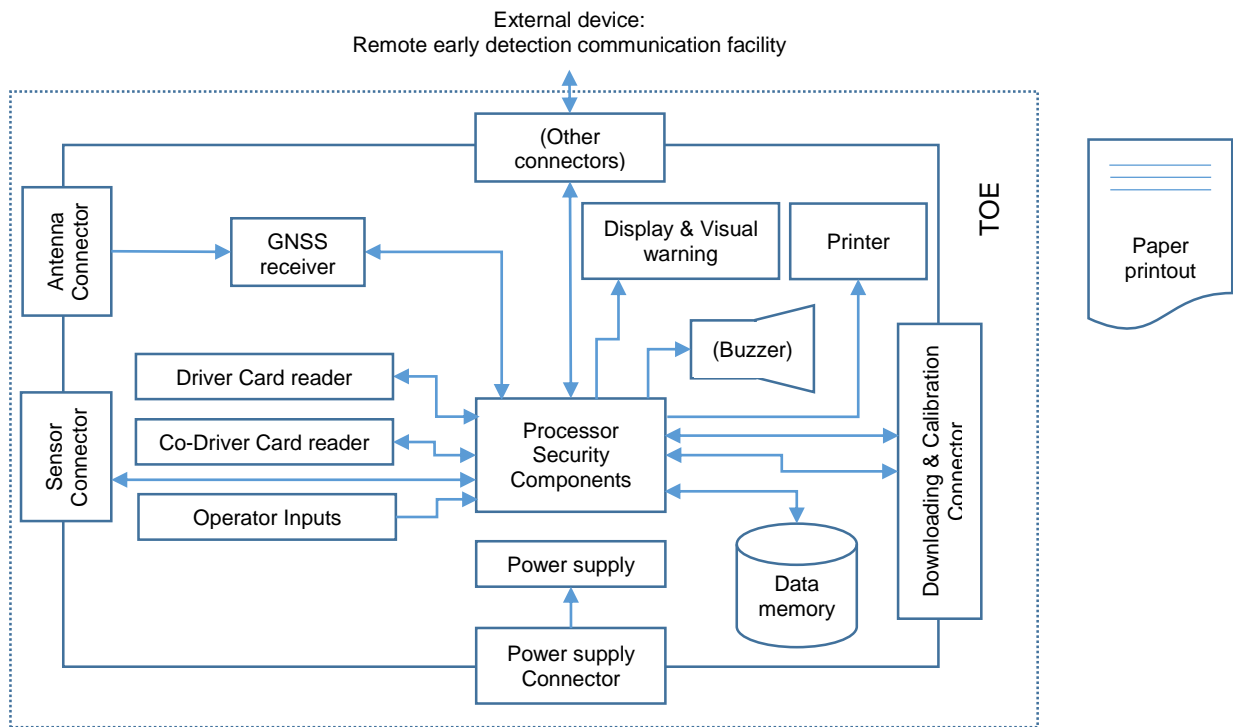 External device:
Remote early detection communication facility
(Other
connectors)
TOE
Antenna
Connector
GNSS
receiver
Display & Visual
warning
Printer
Paper
printout
(Buzzer)
Driver Card reader
Co-Driver Card reader
Sensor
Connector
Operator Inputs
Processor
Security
Components
Downloading & Calibration
Connector
Power supply
Data
memory
Power supply
Connector